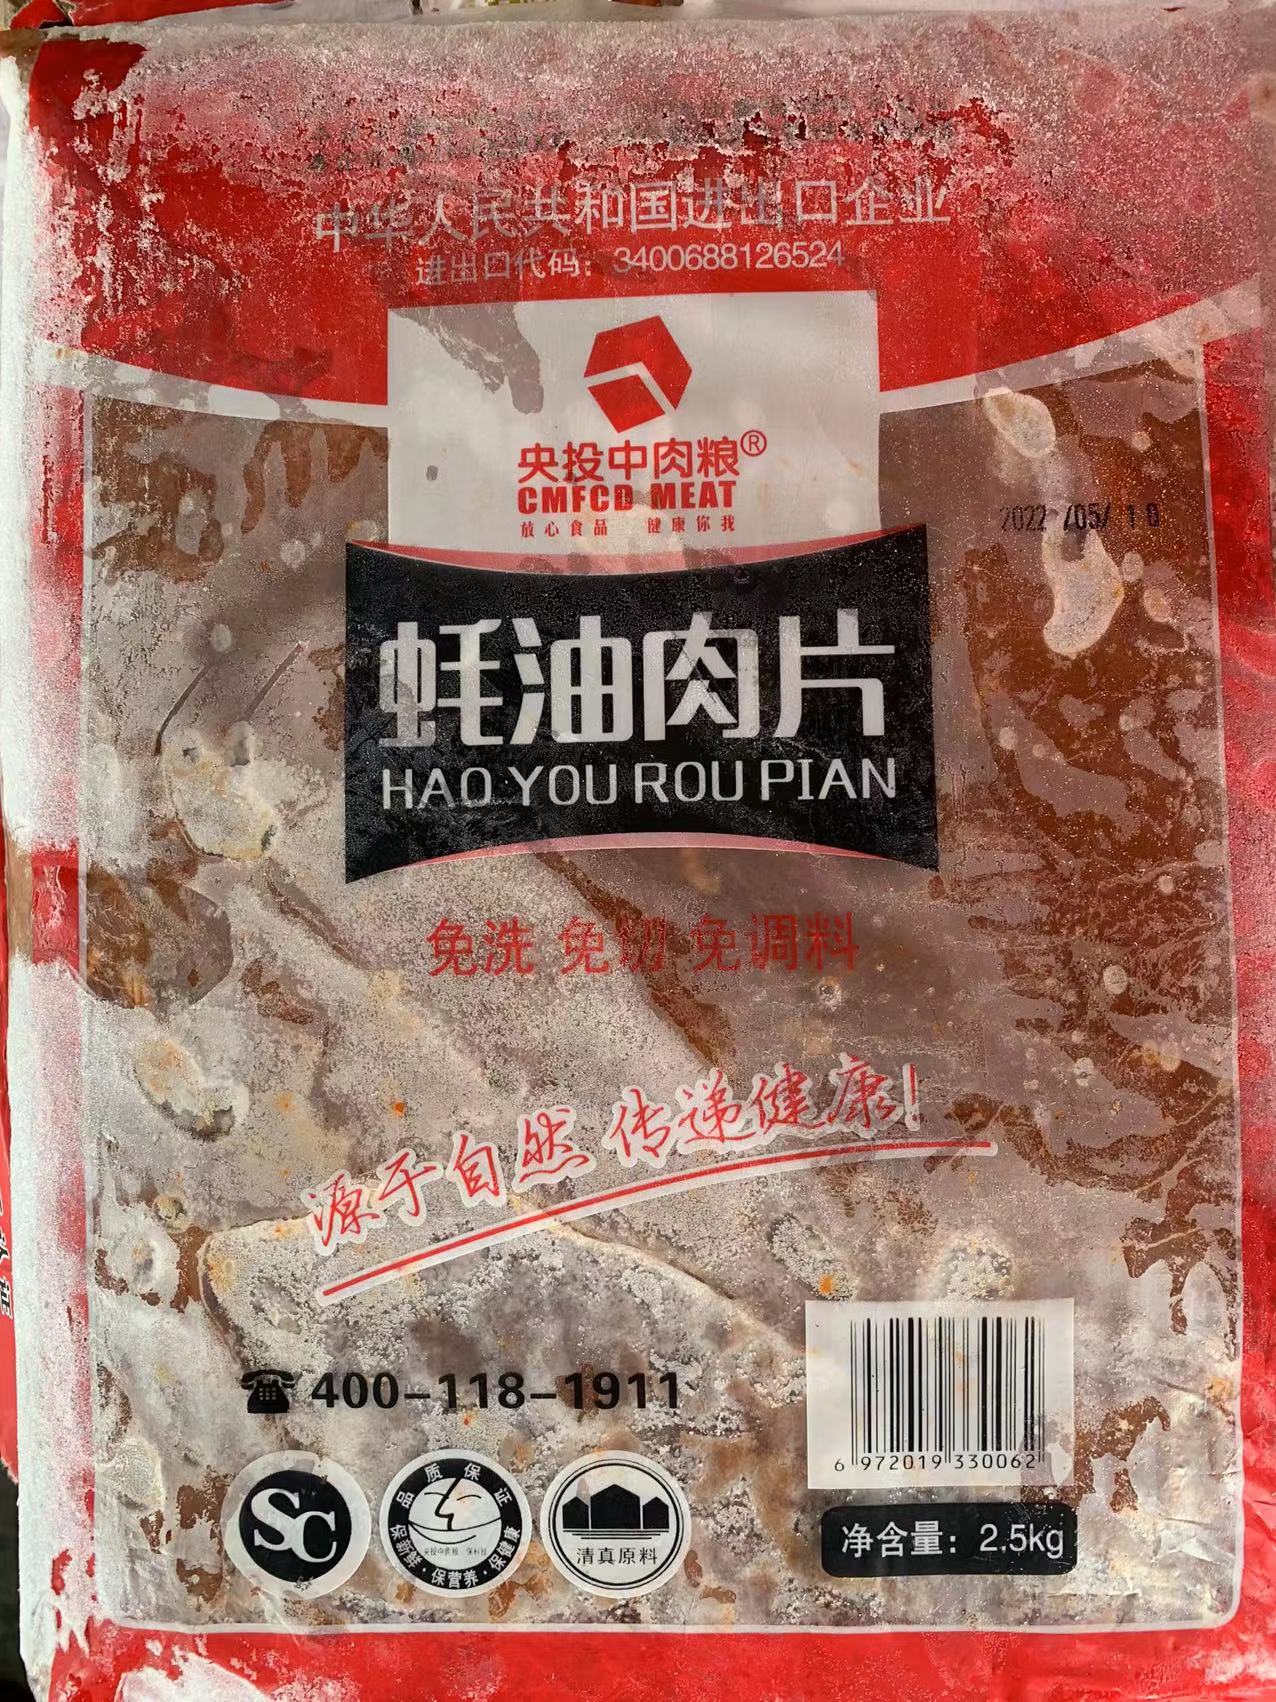 中华人民共和国进出口企业
进出口代码：3400688126524
央投中肉粮®
CMFCD MEAT
放心食品 健康你我
2022 /05/ 10
蚝油肉片
HAO YOU ROU PIAN
免洗 免切 免调料
源于自然 传递健康!
☎ 400-118-1911
6 972019 330062
SC
品质保证
保新鲜·保营养·保健康
清真原料
净含量：2.5kg